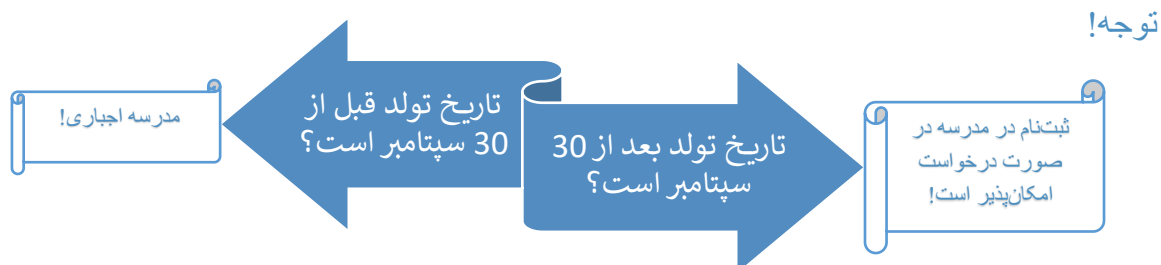 توجه!
ثبت‌نام در مدرسه در
صورت درخواست
امکان‌پذیر است!
تاریخ تولد بعد از 30
سپتامبر است؟
تاریخ تولد قبل از
30 سپتامبر است؟
مدرسه اجباری!